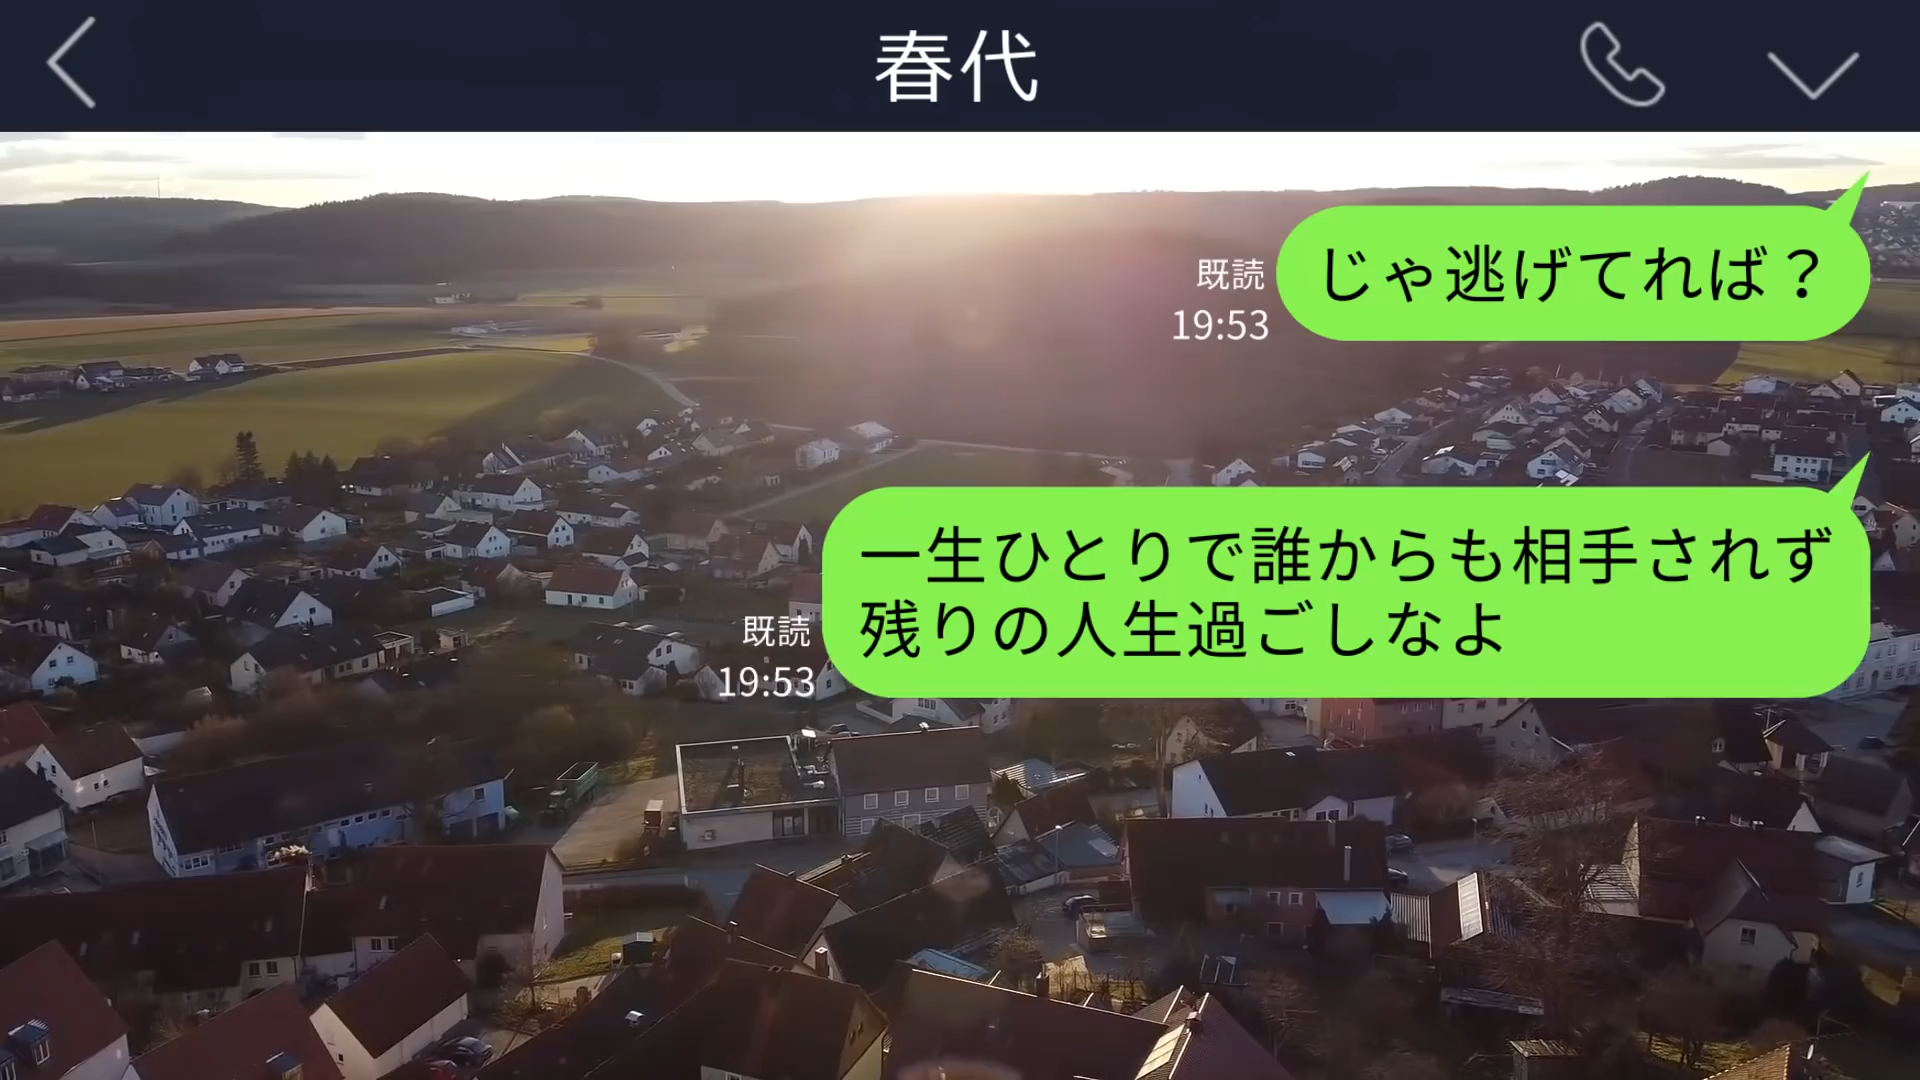 春代
じゃ逃げてれば？
既読
19:53
一生ひとりで誰からも相手されず
残りの人生過ごしなよ
既読
19:53